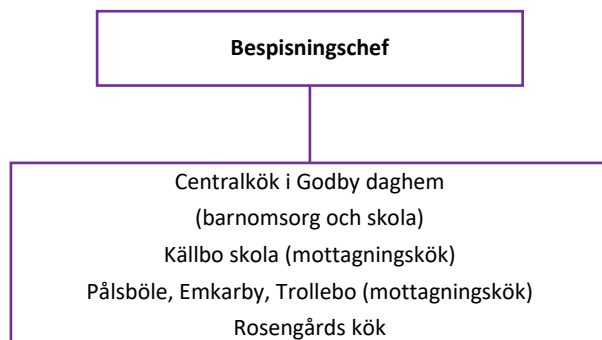 Bespisningschef
Centralkök i Godby daghem
(barnomsorg och skola)
Källbo skola (mottagningskök)
Pålsböle, Emkarby, Trollebo (mottagningskök)
Rosengårds kök